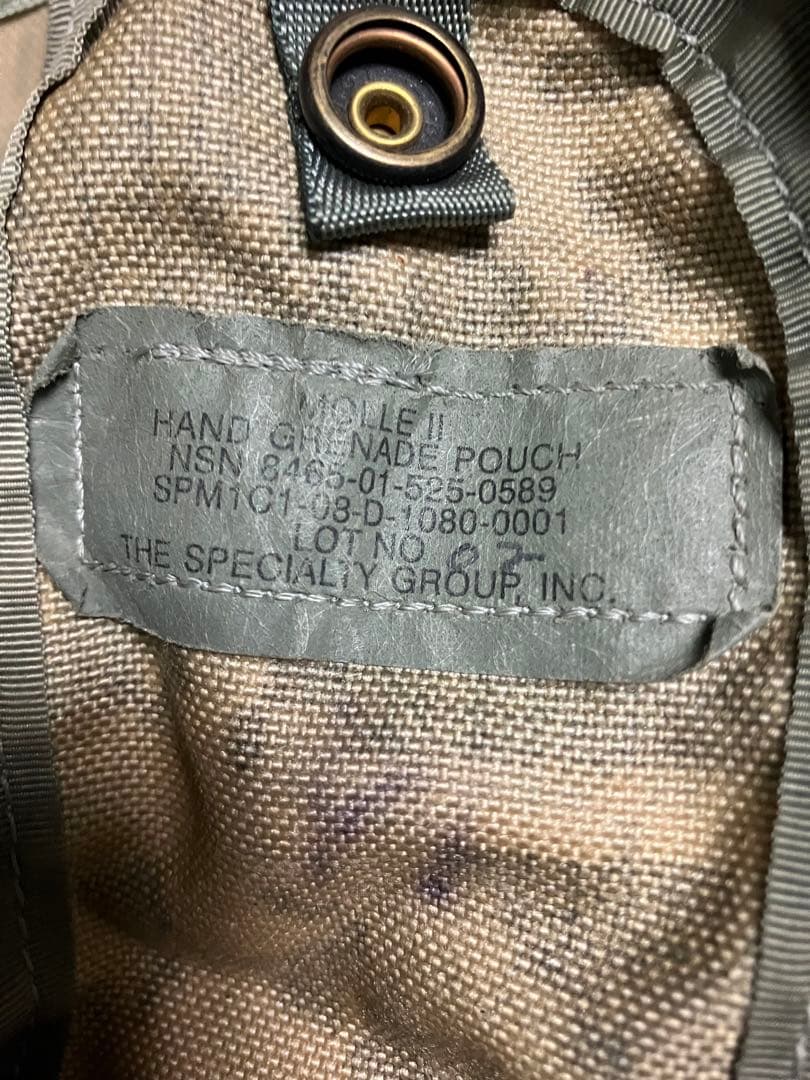 MOLLE II
HAND GRENADE POUCH
NSN 8465-01-525-0589
SPM1C1-08-D-1080-0001
LOT NO. 02
THE SPECIALTY GROUP, INC.